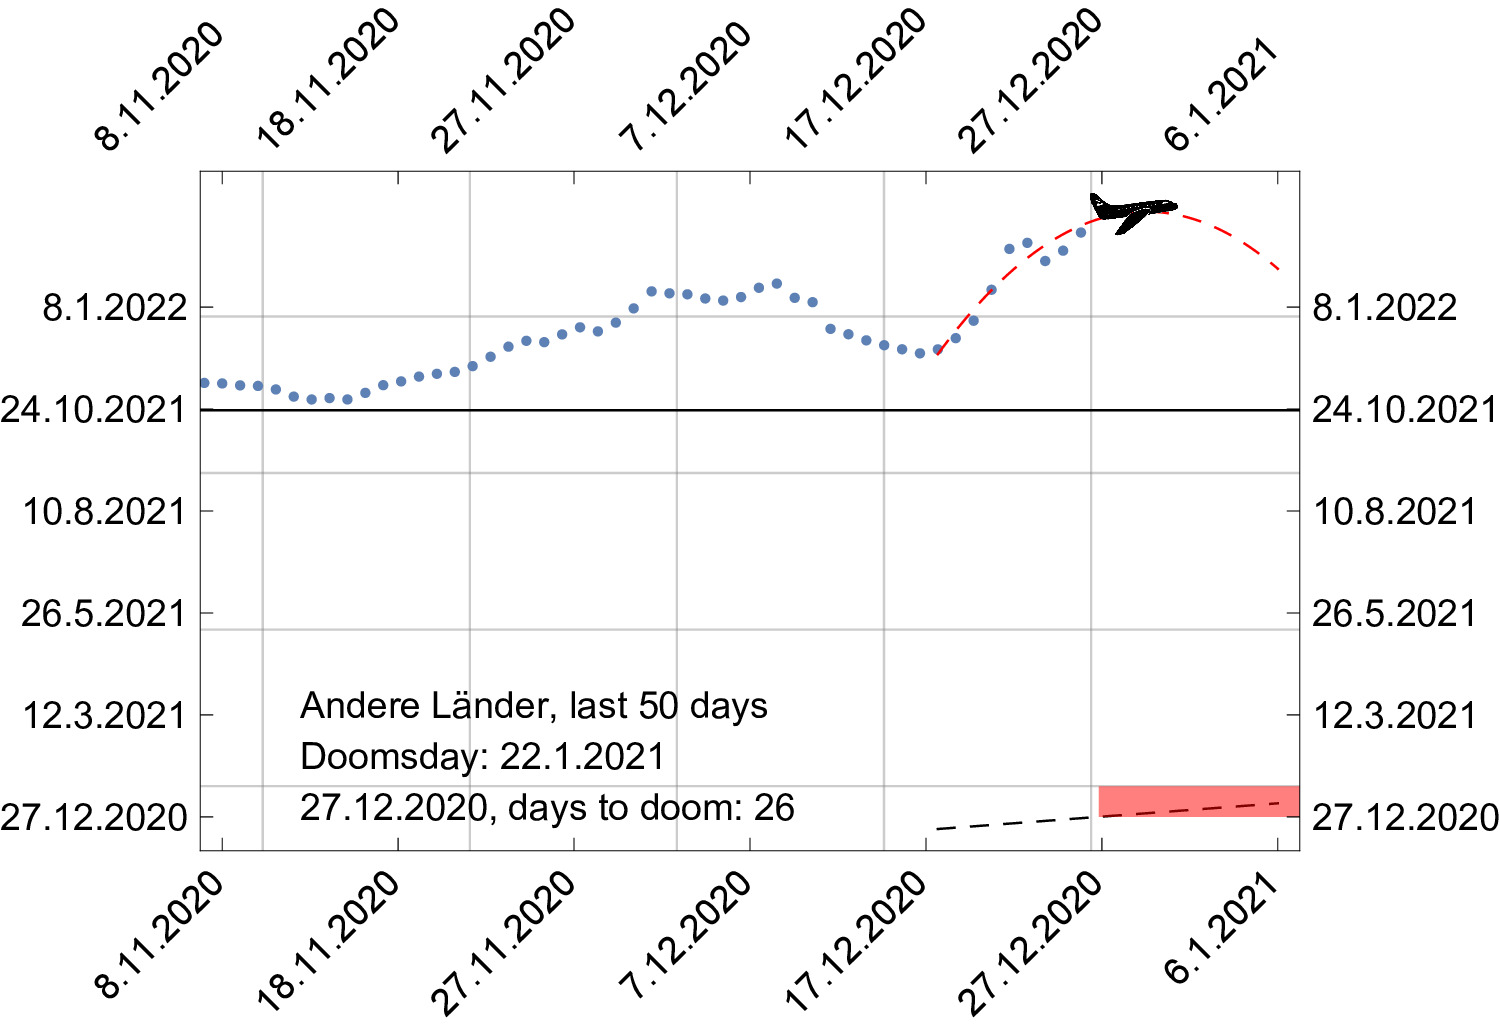 8.11.2020 18.11.2020 27.11.2020 7.12.2020 17.12.2020 27.12.2020 6.1.2021
8.1.2022 8.1.2022
24.10.2021 24.10.2021
10.8.2021 10.8.2021
26.5.2021 26.5.2021
Andere Länder, last 50 days
12.3.2021 12.3.2021
Doomsday: 22.1.2021
27.12.2020, days to doom: 26
27.12.2020 27.12.2020
8.11.2020 18.11.2020 27.11.2020 7.12.2020 17.12.2020 27.12.2020 6.1.2021